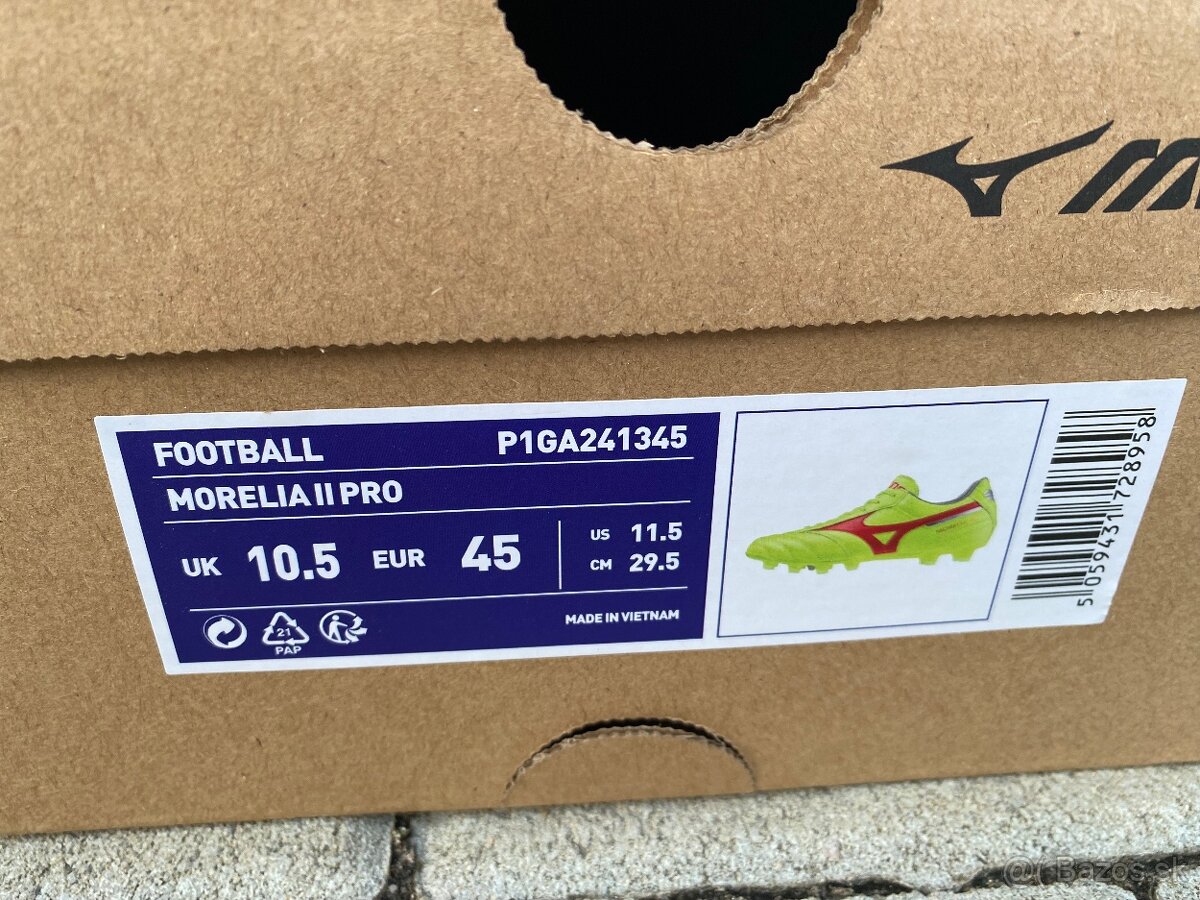 MIZ
FOOTBALL P1GA241345
MORELIA II PRO
UK 10.5 EUR 45
US 11.5
CM 29.5
21
PAP
MADE IN VIETNAM
5 059431 728958
@ Bazos.sk